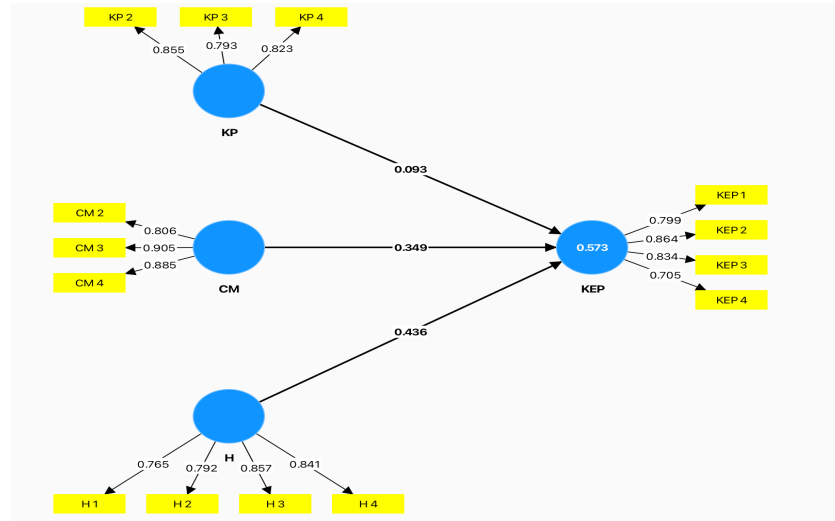 KP 2
KP 3
KP 4
0.855
0.793
0.823
KP
0.093
CM 2
CM 3
CM 4
0.806
0.905
0.885
CM
0.349
0.573
KEP
0.799
0.864
0.834
0.705
KEP 1
KEP 2
KEP 3
KEP 4
0.436
H
0.765
0.792
0.857
0.841
H 1
H 2
H 3
H 4